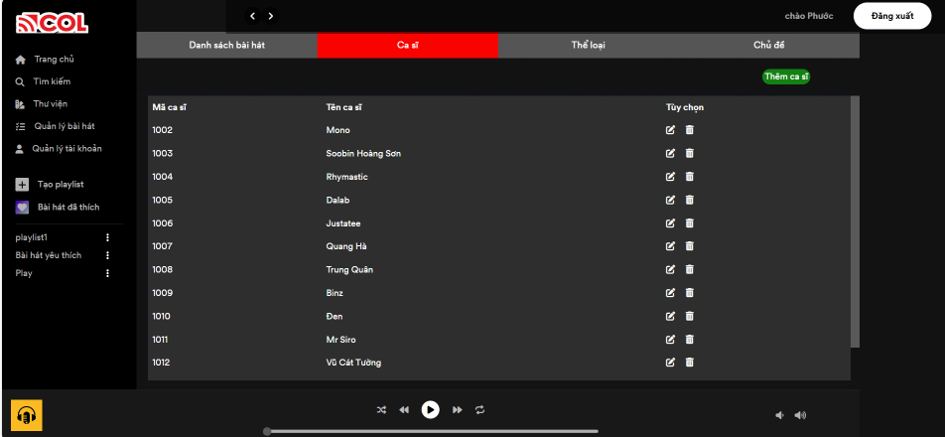 COL
chào Phước
Đăng xuất
Trang chủ
Tìm kiếm
Thư viện
Quản lý bài hát
Quản lý tài khoản
Tạo playlist
Bài hát đã thích
playlist1
Bài hát yêu thích
Play
Danh sách bài hát Ca sĩ Thể loại Chủ đề
Thêm ca sĩ
Mã ca sĩ Tên ca sĩ Tùy chọn
1002 Mono
1003 Soobin Hoàng Sơn
1004 Rhymastic
1005 Dalab
1006 Justatee
1007 Quang Hà
1008 Trung Quân
1009 Binz
1010 Đen
1011 Mr Siro
1012 Vũ Cát Tường